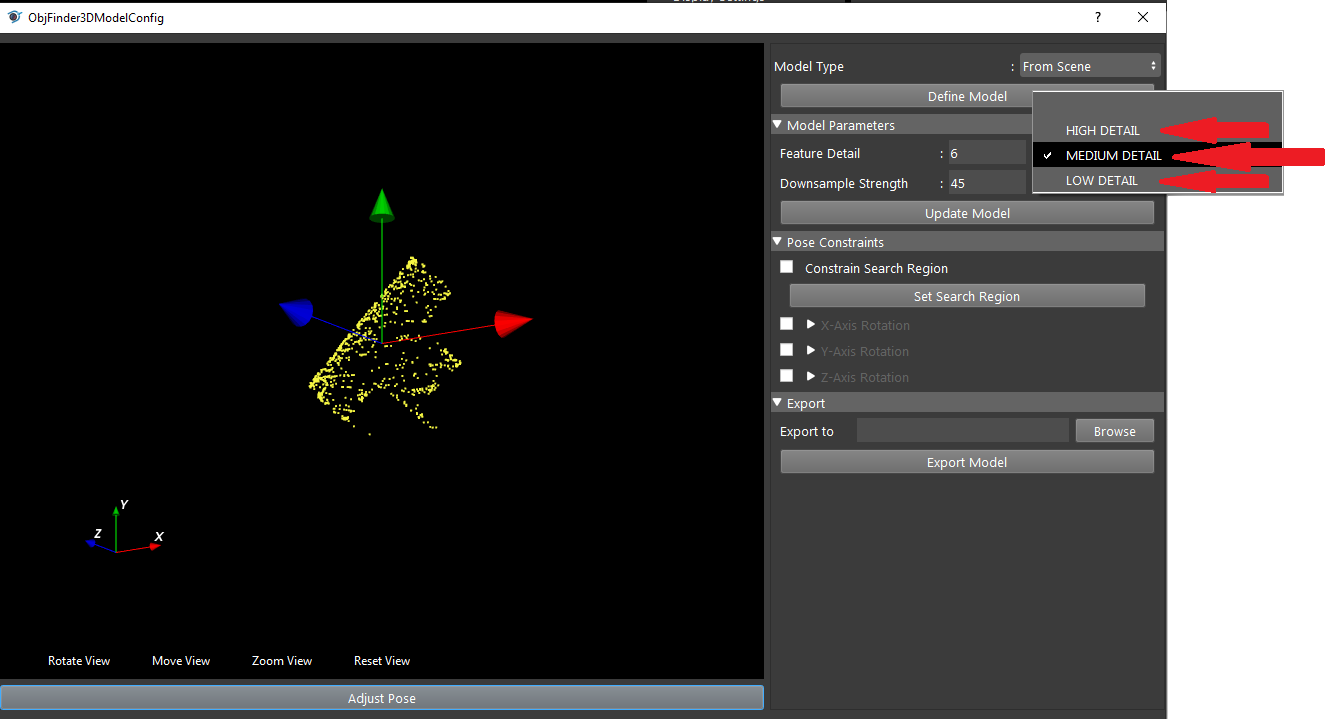 ObjFinder3DModelConfig
?
Model Type : From Scene
Define Model
Model Parameters
HIGH DETAIL
Feature Detail : 6
MEDIUM DETAIL
Downsample Strength : 45
LOW DETAIL
Update Model
Pose Constraints
Constrain Search Region
Set Search Region
X-Axis Rotation
Y-Axis Rotation
Z-Axis Rotation
Export
Export to
Browse
Export Model
Y
Z
X
Rotate View Move View Zoom View Reset View
Adjust Pose